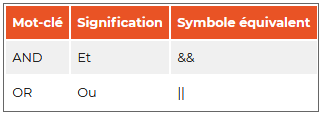 Mot-clé Signification Symbole équivalent
AND Et &&
OR Ou ||